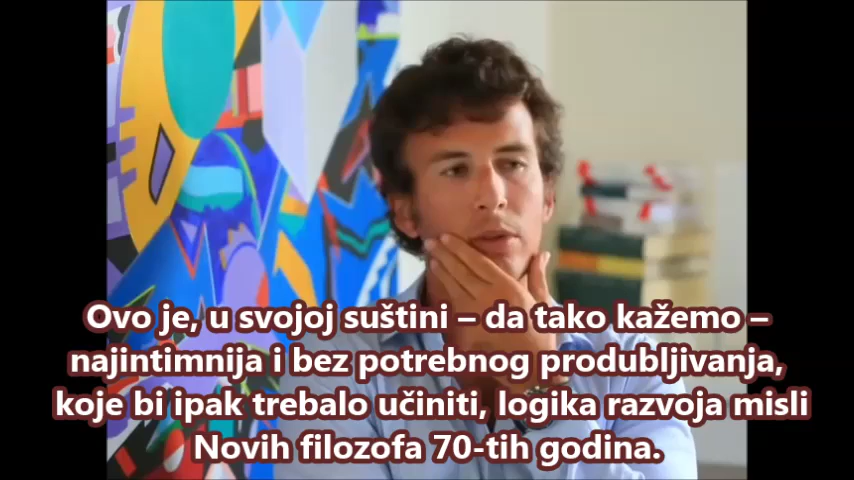 Ovo je, u svojoj suštini – da tako kažemo –
najintimnija i bez potrebnog produbljivanja,
koje bi ipak trebalo učiniti, logika razvoja misli
Novih filozofa 70-tih godina.